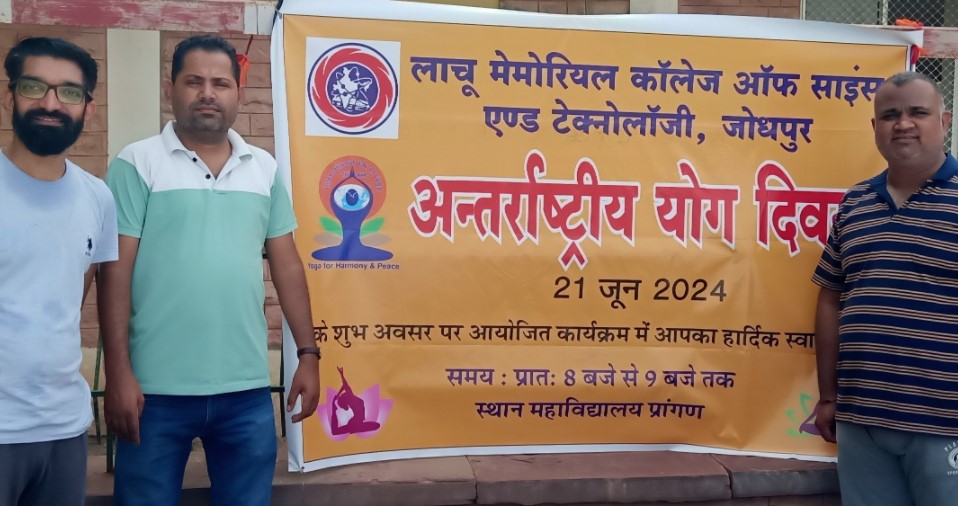 लाचू मेमोरियल कॉलेज ऑफ साइंस
एण्ड टेक्नोलॉजी, जोधपुर
अन्तर्राष्ट्रीय योग
Yoga for Harmony & Peace
21 जून 2024
के शुभ अवसर पर आयोजित कार्यक्रम में आपका हार्दिक
समय : प्रातः 8 बजे से 9 बजे तक
स्थान महाविद्यालय प्रांगण